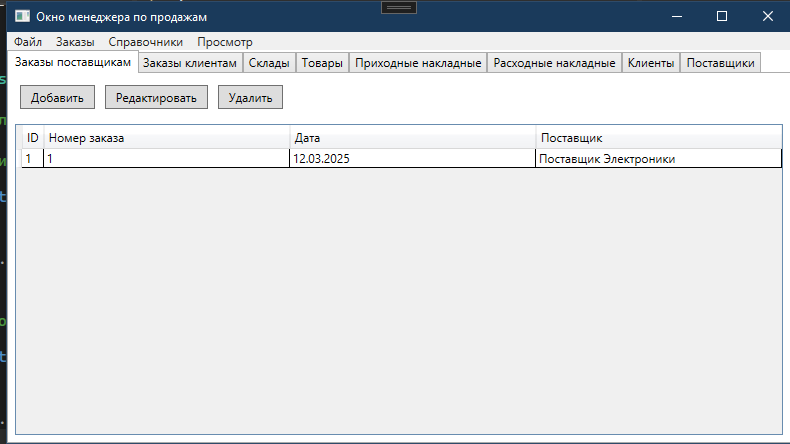 Окно менеджера по продажам
Файл Заказы Справочники Просмотр
Заказы поставщикам Заказы клиентам Склады Товары Приходные накладные Расходные накладные Клиенты Поставщики
Добавить Редактировать Удалить
ID Номер заказа Дата Поставщик
1 1 12.03.2025 Поставщик Электроники